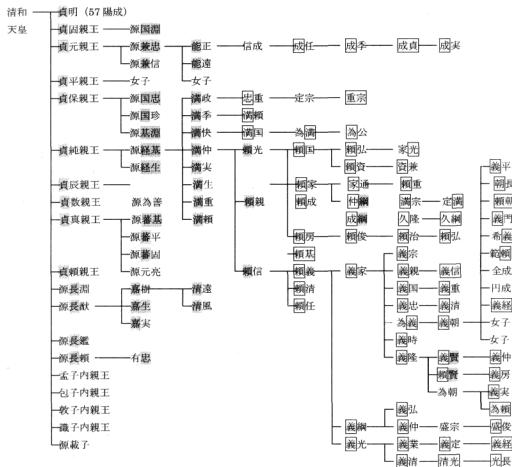 清和 貞明（57 陽成）
天皇 貞固親王 源国淵
貞元親王 源兼忠 能正 信成 成任 成季 成貞 成実
源兼信 能遠
貞平親王 女子 女子
貞保親王 源国忠 満政 忠重 定宗 重宗
源国珍 満季 満頼
源基淵 満快 満国 為満 為公
貞純親王 源経基 満仲 頼光 頼国 頼弘 家光
源経生 満実 頼資 資兼 義平
貞辰親王 満生 頼家 家通 頼重 朝長
貞数親王 源為善 満重 頼親 頼成 仲綱 満宗 定満 頼朝
貞真親王 源蕃基 満頼 成綱 久隆 久綱 義門
源蕃平 頼房 頼俊 頼治 頼弘 希義
源蕃固 頼基 義宗 範頼
貞頼親王 源元亮 頼信 頼義 義家 義親 義信 全成
源長淵 嘉樹 清遠 頼清 義国 義重 円成
源長猷 嘉生 清風 頼任 義忠 義清 義経
嘉実 為義 義朝 女子
源長鑑 義時 女子
源長頼 有忠 義隆 義賢 義仲
孟子内親王 頼賢 義房
包子内親王 為朝 義実
敦子内親王 為頼
識子内親王 義弘
源載子 義綱 義仲 盛宗 盛俊
義光 義業 義定 義経
義清 清光 光長